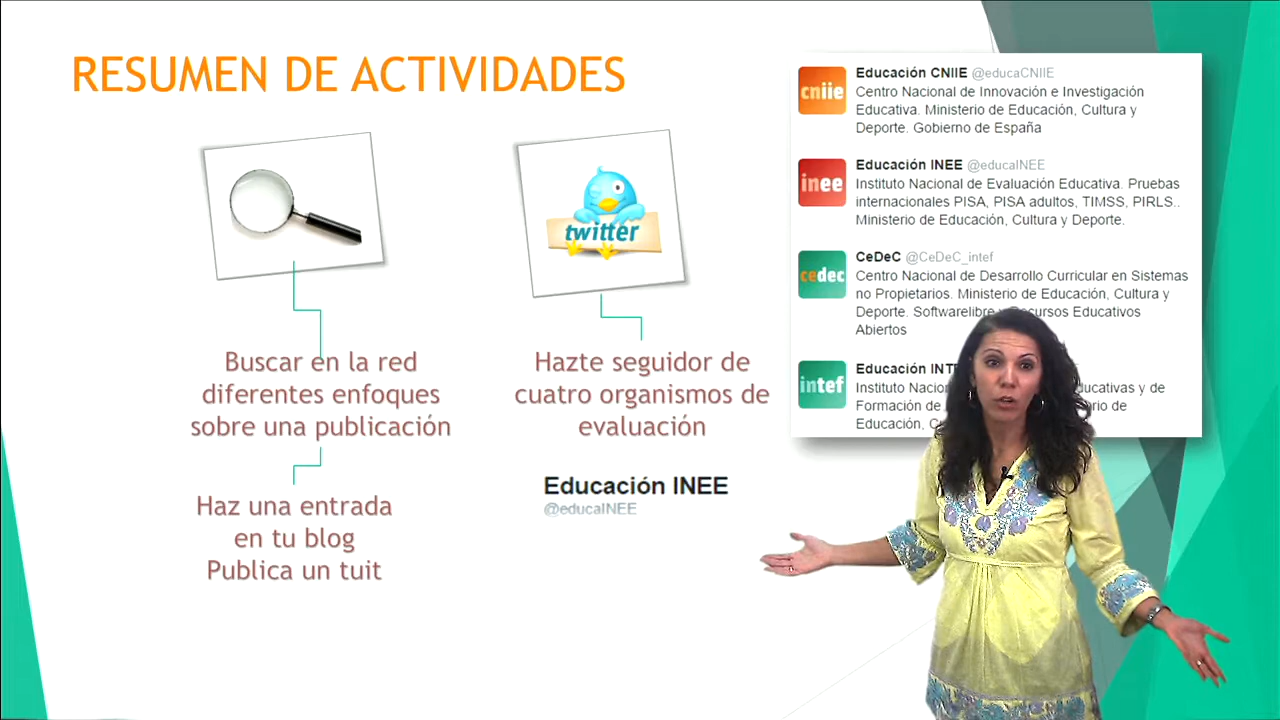 RESUMEN DE ACTIVIDADES
twitter
Buscar en la red
diferentes enfoques
sobre una publicación
Haz una entrada
en tu blog
Publica un tuit
Hazte seguidor de
cuatro organismos de
evaluación
Educación INEE
@educaINEE
cniie
Educación CNIIE @educaCNIIE
Centro Nacional de Innovación e Investigación
Educativa. Ministerio de Educación, Cultura y
Deporte. Gobierno de España
inee
Educación INEE @educaINEE
Instituto Nacional de Evaluación Educativa. Pruebas
internacionales PISA, PISA adultos, TIMSS, PIRLS..
Ministerio de Educación, Cultura y Deporte.
cedec
CeDeC @CeDeC_intef
Centro Nacional de Desarrollo Curricular en Sistemas
no Propietarios. Ministerio de Educación, Cultura y
Deporte. Softwarelibre y Recursos Educativos
Abiertos
intef
Educación
Instituto
Formación de
Educación,
y de
de